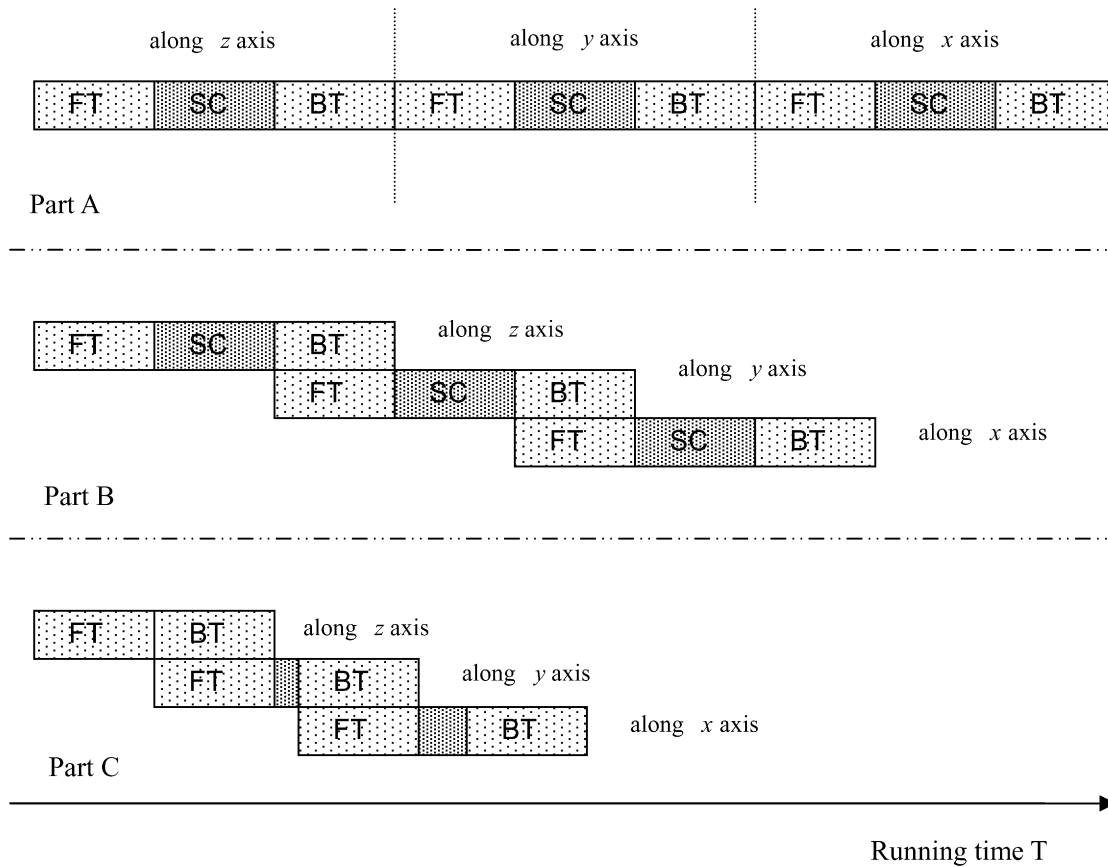 along z axis
along y axis
along x axis
FT SC BT FT SC BT FT SC BT
Part A
FT SC BT
along z axis
FT SC BT
along y axis
FT SC BT
along x axis
Part B
FT BT
along z axis
FT BT
along y axis
FT BT
along x axis
Part C
Running time T